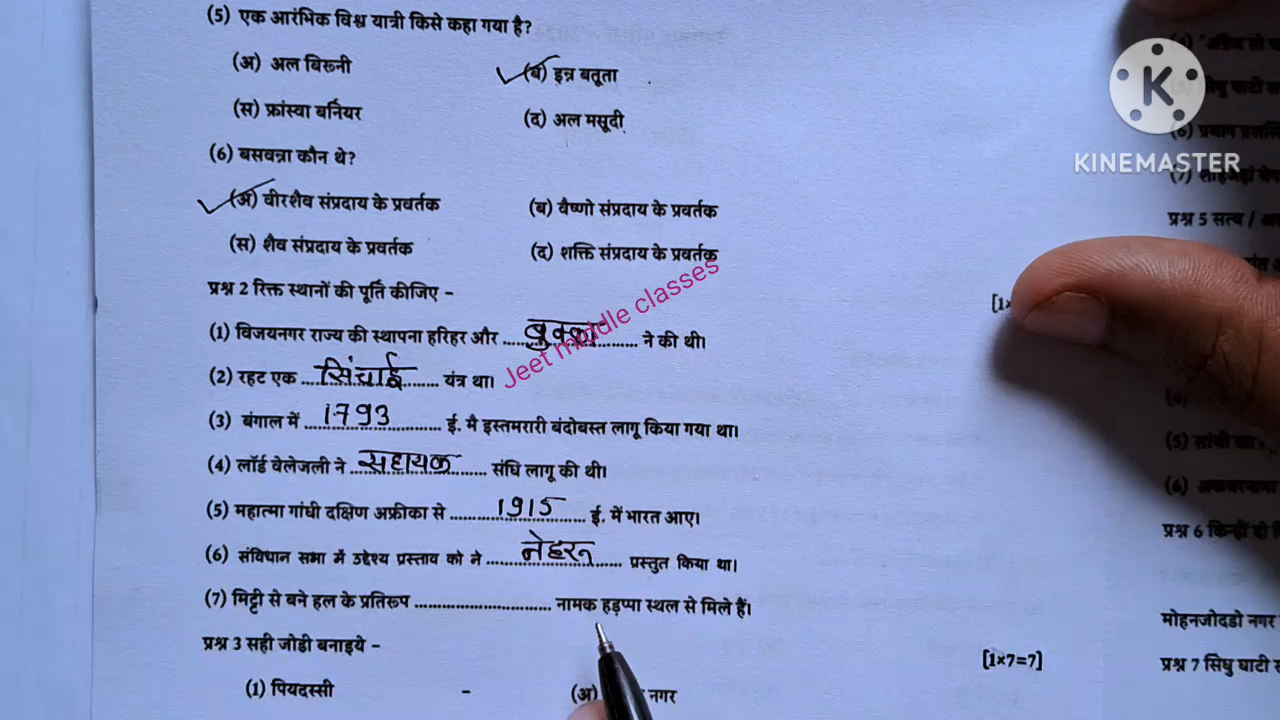 (5) एक आरंभिक विश्व यात्री किसे कहा गया है?
(अ) अल बिरूनी (ब) इब्न बतूता
(स) फ्रांस्वा बर्नियर (द) अल मसूदी
(6) बसवन्ना कौन थे?
(अ) वीरशैव संप्रदाय के प्रवर्तक (ब) वैष्णो संप्रदाय के प्रवर्तक
(स) शैव संप्रदाय के प्रवर्तक (द) शक्ति संप्रदाय के प्रवर्तक
प्रश्न 2 रिक्त स्थानों की पूर्ति कीजिए -
(1) विजयनगर राज्य की स्थापना हरिहर और बुक्का ने की थी।
(2) रहट एक सिंचाई यंत्र था।
(3) बंगाल में 1793 ई. मै इस्तमरारी बंदोबस्त लागू किया गया था।
(4) लॉर्ड वेलेजली ने सहायक संधि लागू की थी।
(5) महात्मा गांधी दक्षिण अफ्रीका से 1915 ई. में भारत आए।
(6) संविधान सभा में उद्देश्य प्रस्ताव को ने नेहरू प्रस्तुत किया था।
(7) मिट्टी से बने हल के प्रतिरूप .............................. नामक हड़प्पा स्थल से मिले हैं।
प्रश्न 3 सही जोडी बनाइये - [1×7=7]
(1) पियदस्सी - (अ) नगर
Jeet middle classes
K
KINEMASTER
(6)
(7)
प्रश्न 5 सत्य /
(5) सांची का
(6) अकबरनामा
प्रश्न 6 किन्हीं दो
मोहनजोदडो नगर
प्रश्न 7 सिंधु घाटी